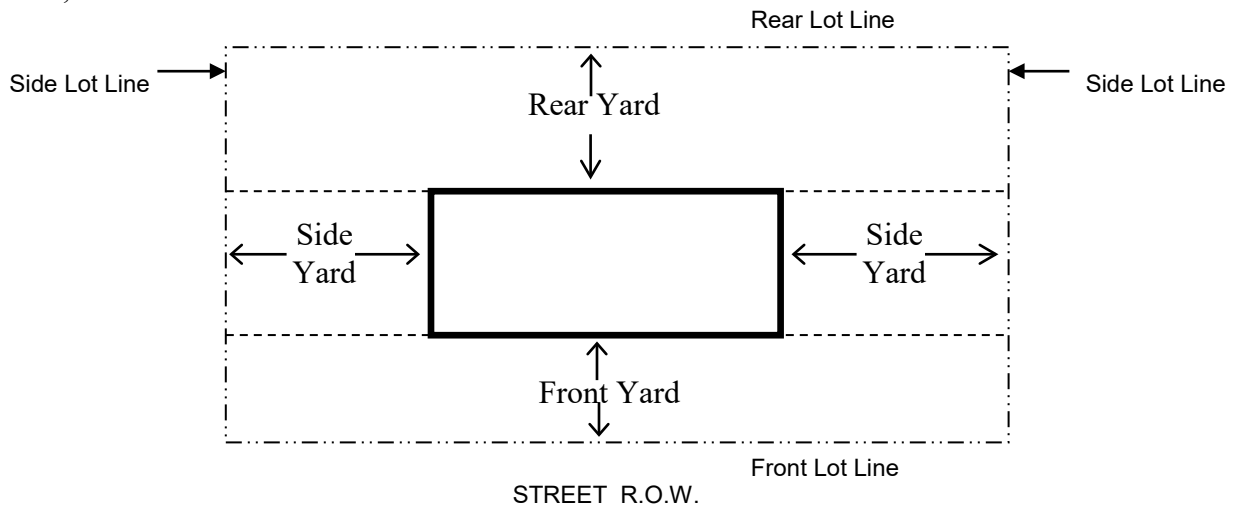 Rear Lot Line
Side Lot Line
Side Lot Line
Rear Yard
Side
Yard
Side
Yard
Front Yard
Front Lot Line
STREET R.O.W.